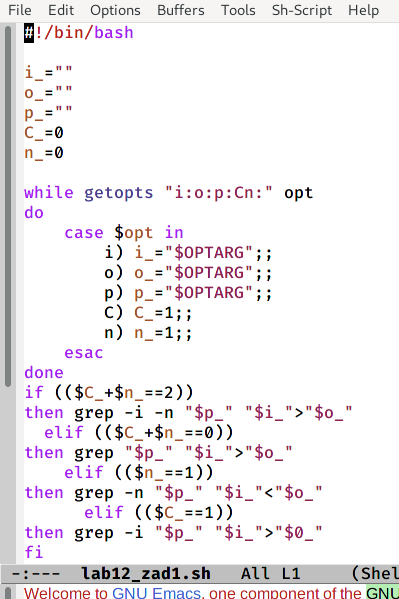 File Edit Options Buffers Tools Sh-Script Help
#!/bin/bash
i_=""
o_=""
p_=""
C_=0
n_=0
while getopts "i:o:p:Cn:" opt
do
    case $opt in
        i) i_="$OPTARG";;
        o) o_="$OPTARG";;
        p) p_="$OPTARG";;
        C) C_=1;;
        n) n_=1;;
    esac
done
if (($C_+$n_==2))
then grep -i -n "$p_" "$i_">"$o_"
  elif (($C_+$n_==0))
then grep "$p_" "$i_">"$o_"
    elif (($n_==1))
then grep -n "$p_" "$i_"<"$o_"
      elif (($C_==1))
then grep -i "$p_" "$i_">"$0_"
fi
-:--- lab12_zad1.sh All L1 (Shel
Welcome to GNU Emacs, one component of the GNU